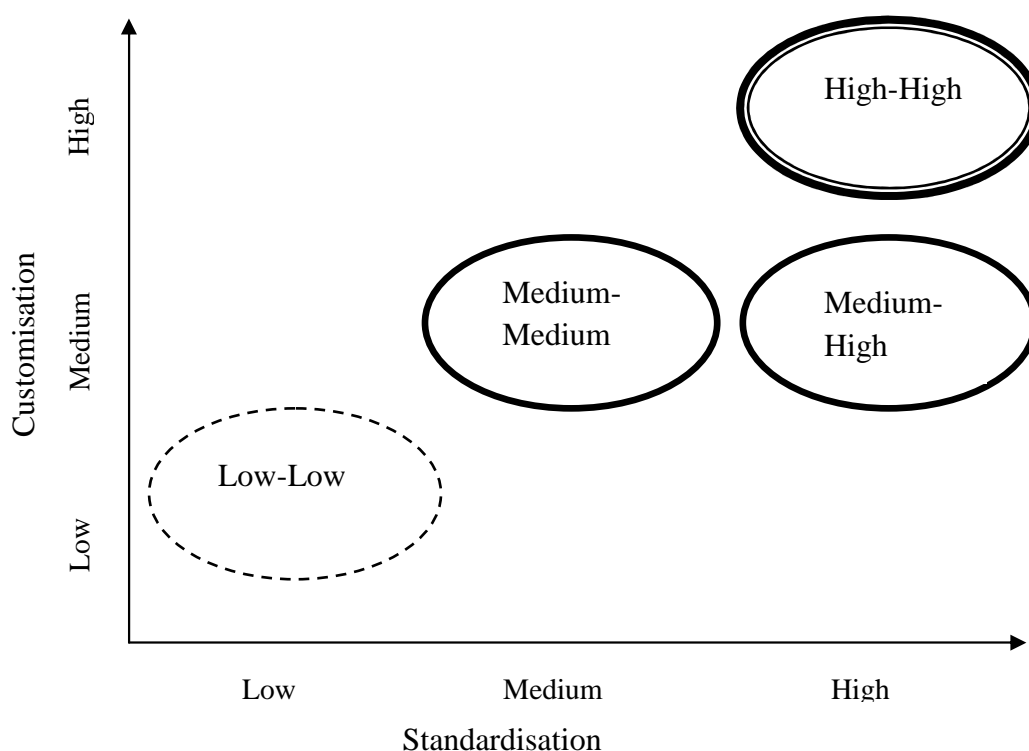 High-High
High
Medium-
Medium
Medium-
High
Customisation
Medium
Low-Low
Low
Low
Medium
High
Standardisation